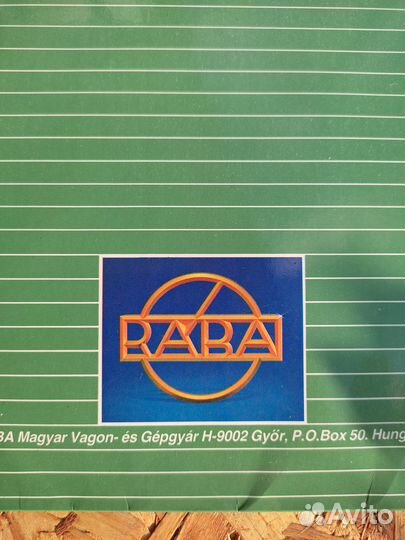 RÁBA
BA Magyar Vagon- és Gépgyár H-9002 Győr, P.O.Box 50. Hung
Avito